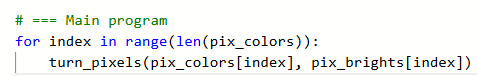 # === Main program
for index in range(len(pix_colors)):
    turn_pixels(pix_colors[index], pix_brights[index])